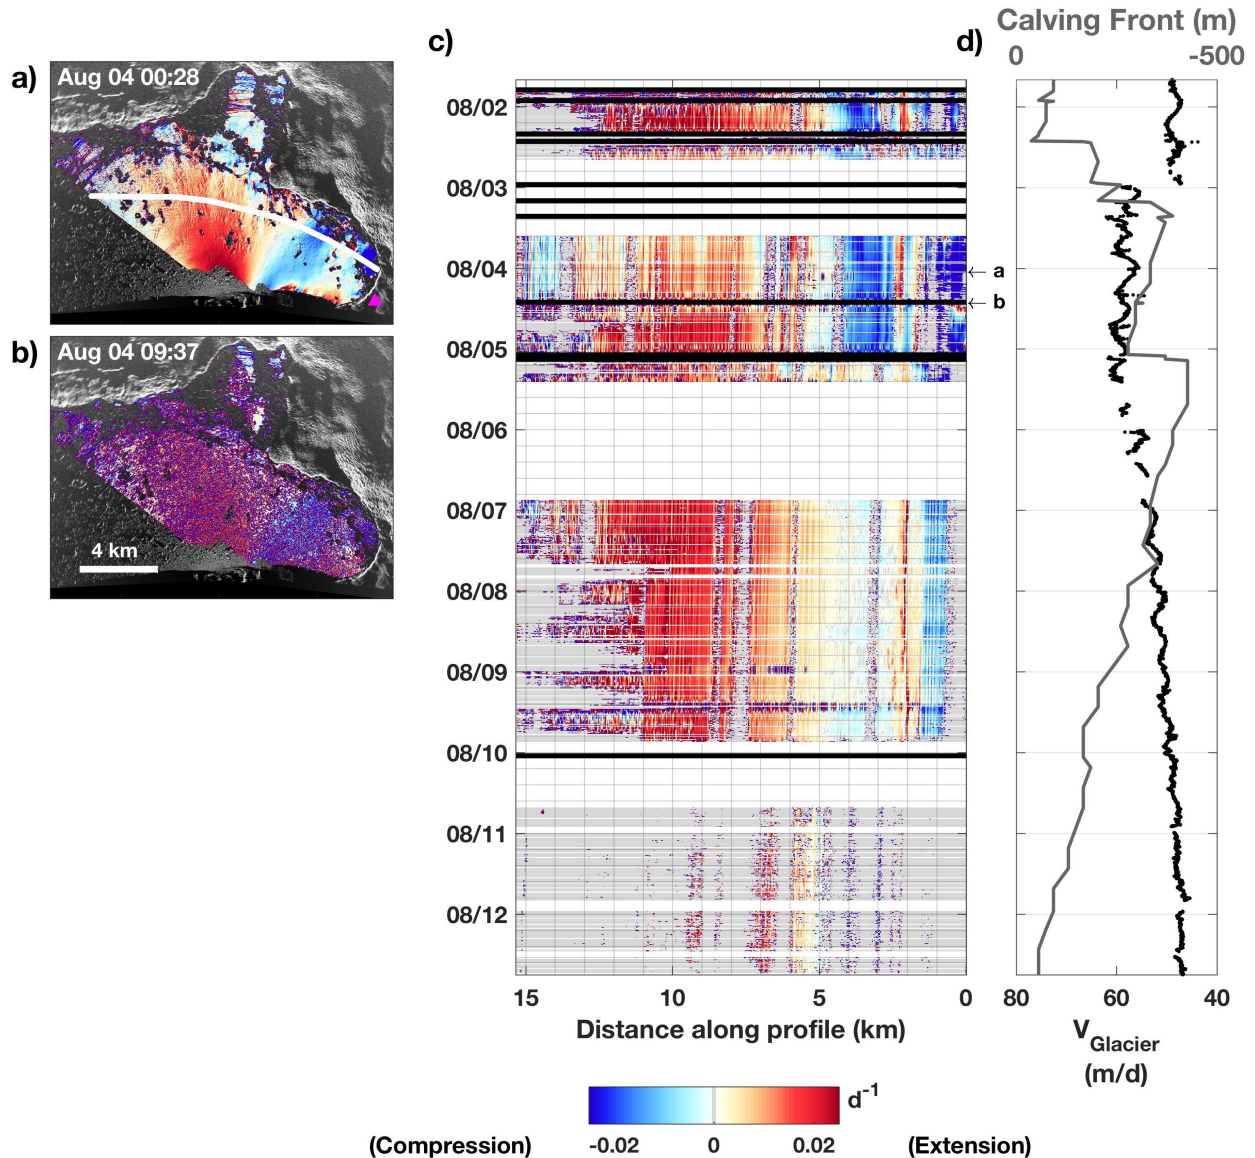 a)
Aug 04 00:28
b)
Aug 04 09:37
4 km
c)
08/02
08/03
08/04
08/05
08/06
08/07
08/08
08/09
08/10
08/11
08/12
← a
← b
15 10 5 0
Distance along profile (km)
d)
Calving Front (m)
0 -500
80 60 40
V Glacier
(m/d)
d-1
(Compression) -0.02 0 0.02 (Extension)